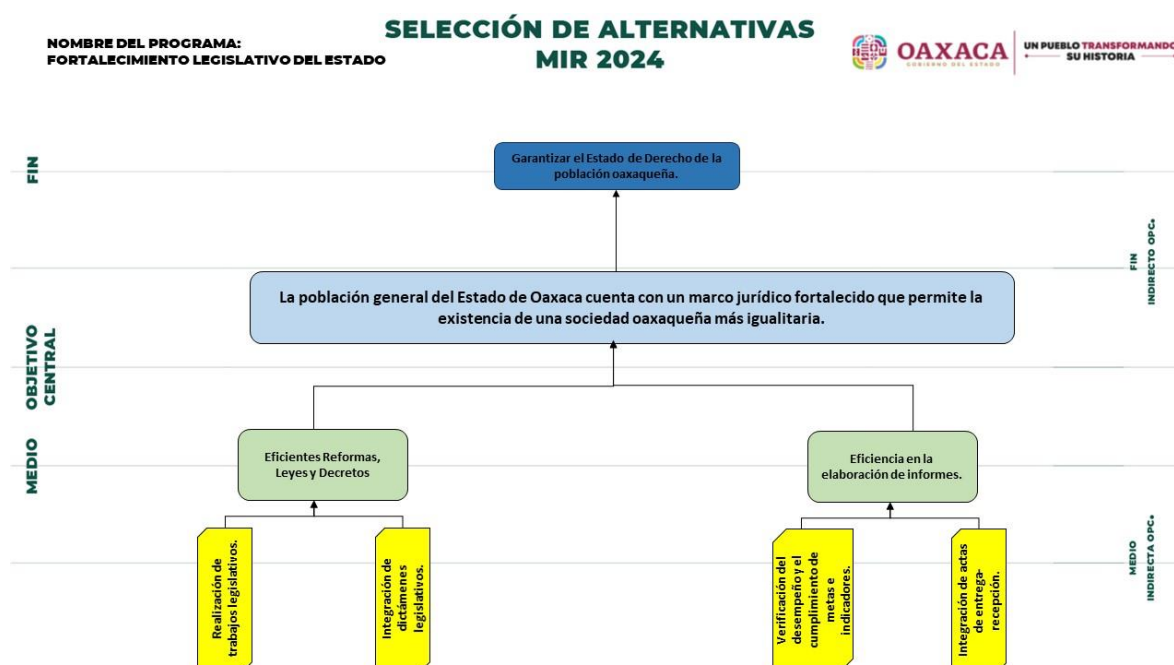 SELECCIÓN DE ALTERNATIVAS
MIR 2024
NOMBRE DEL PROGRAMA:
FORTALECIMIENTO LEGISLATIVO DEL ESTADO
OAXACA
GOBIERNO DEL ESTADO
UN PUEBLO TRANSFORMANDO
SU HISTORIA
FIN
Garantizar el Estado de Derecho de la
población oaxaqueña.
FIN
INDIRECTO OPC.
OBJETIVO
CENTRAL
La población general del Estado de Oaxaca cuenta con un marco jurídico fortalecido que permite la
existencia de una sociedad oaxaqueña más igualitaria.
MEDIO
Eficientes Reformas,
Leyes y Decretos
Eficiencia en la
elaboración de informes.
MEDIO
INDIRECTA OPC.
Realización de
trabajos legislativos.
Integración de
dictámenes
legislativos.
Verificación del
desempeño y el
cumplimiento de
metas e
indicadores.
Integración de actas
de entrega-
recepción.